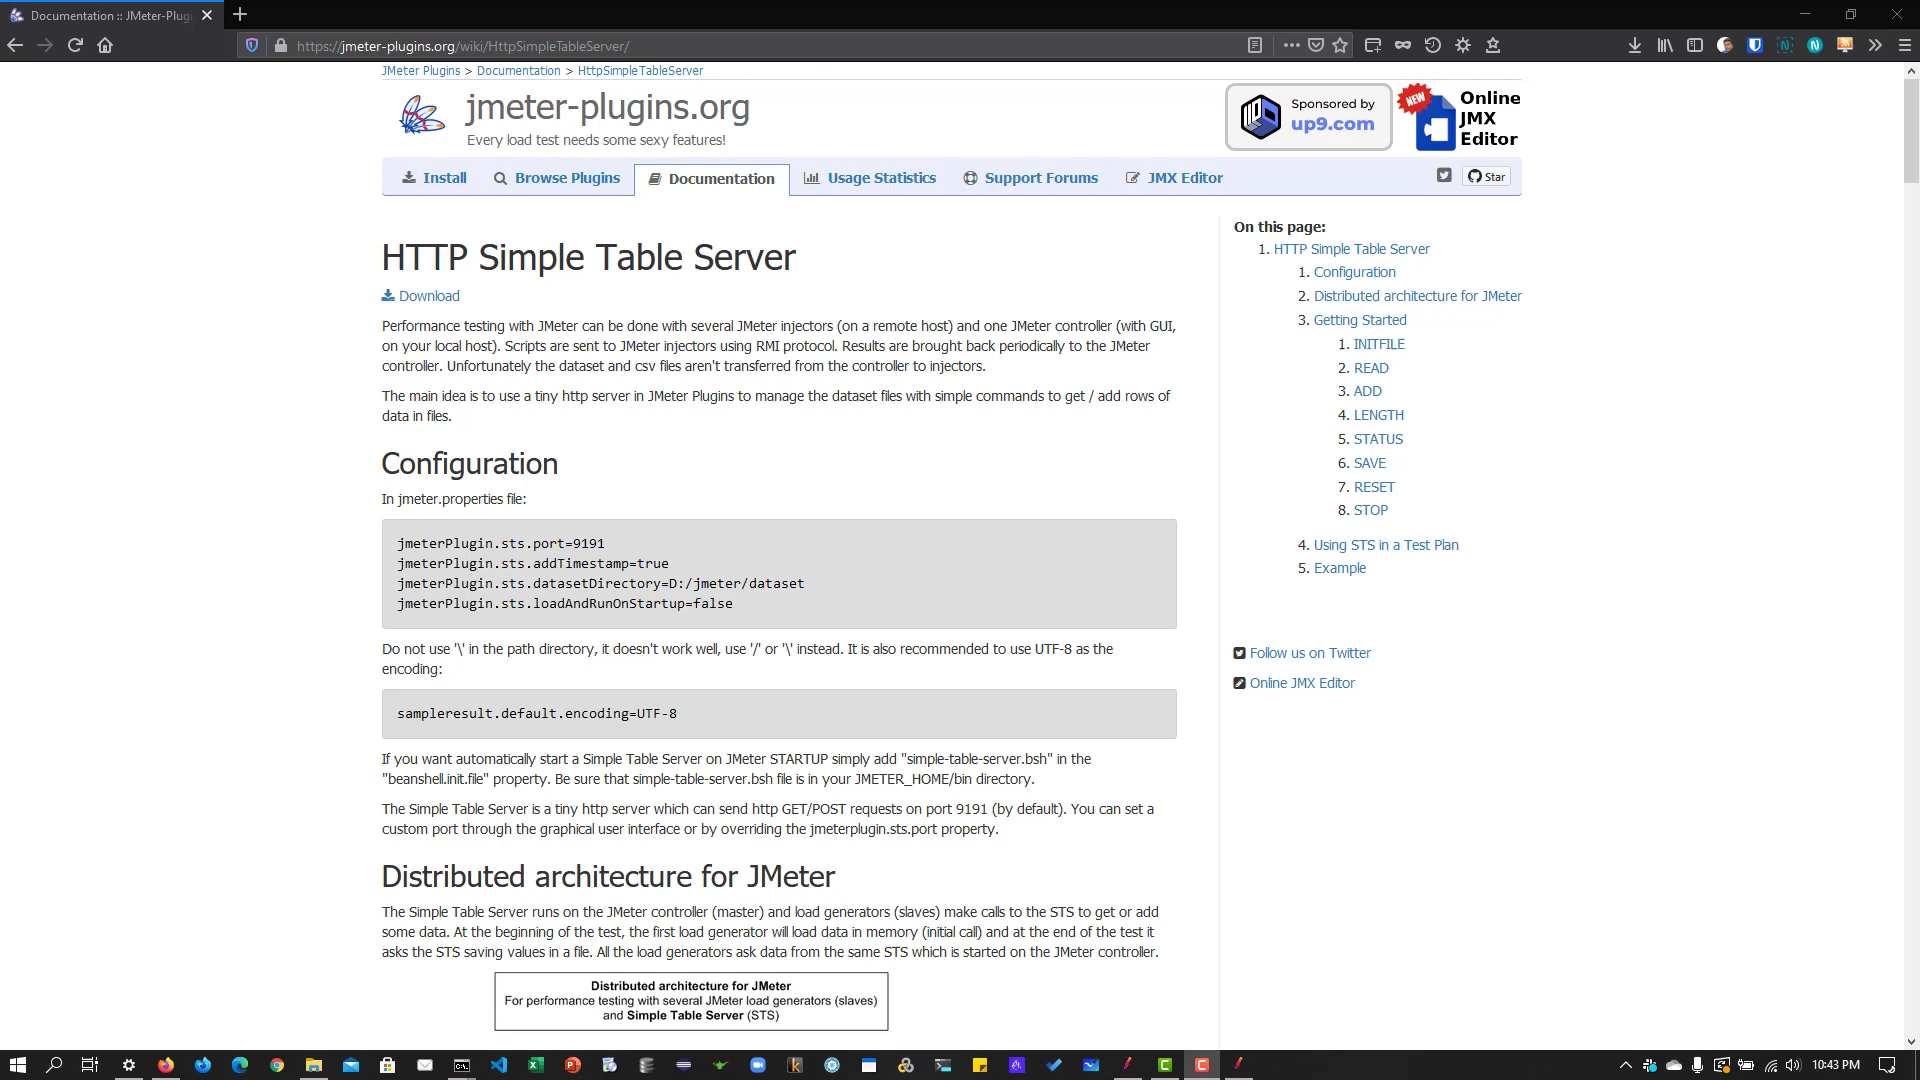 Documentation :: JMeter-Plugi
https://jmeter-plugins.org/wiki/HttpSimpleTableServer/
JMeter Plugins > Documentation > HttpSimpleTableServer
jmeter-plugins.org
Every load test needs some sexy features!
Sponsored by
up9.com
NEW
Online
JMX
Editor
Install
Browse Plugins
Documentation
Usage Statistics
Support Forums
JMX Editor
Star
HTTP Simple Table Server
Download
Performance testing with JMeter can be done with several JMeter injectors (on a remote host) and one JMeter controller (with GUI,
on your local host). Scripts are sent to JMeter injectors using RMI protocol. Results are brought back periodically to the JMeter
controller. Unfortunately the dataset and csv files aren't transferred from the controller to injectors.
The main idea is to use a tiny http server in JMeter Plugins to manage the dataset files with simple commands to get / add rows of
data in files.
Configuration
In jmeter.properties file:
jmeterPlugin.sts.port=9191
jmeterPlugin.sts.addTimestamp=true
jmeterPlugin.sts.datasetDirectory=D:/jmeter/dataset
jmeterPlugin.sts.loadAndRunOnStartup=false
Do not use '\' in the path directory, it doesn't work well, use '/' or '\' instead. It is also recommended to use UTF-8 as the
encoding:
sampleresult.default.encoding=UTF-8
If you want automatically start a Simple Table Server on JMeter STARTUP simply add "simple-table-server.bsh" in the
"beanshell.init.file" property. Be sure that simple-table-server.bsh file is in your JMETER_HOME/bin directory.
The Simple Table Server is a tiny http server which can send http GET/POST requests on port 9191 (by default). You can set a
custom port through the graphical user interface or by overriding the jmeterplugin.sts.port property.
Distributed architecture for JMeter
The Simple Table Server runs on the JMeter controller (master) and load generators (slaves) make calls to the STS to get or add
some data. At the beginning of the test, the first load generator will load data in memory (initial call) and at the end of the test it
asks the STS saving values in a file. All the load generators ask data from the same STS which is started on the JMeter controller.
Distributed architecture for JMeter
For performance testing with several JMeter load generators (slaves)
and Simple Table Server (STS)
On this page:
1. HTTP Simple Table Server
1. Configuration
2. Distributed architecture for JMeter
3. Getting Started
1. INITFILE
2. READ
3. ADD
4. LENGTH
5. STATUS
6. SAVE
7. RESET
8. STOP
4. Using STS in a Test Plan
5. Example
Follow us on Twitter
Online JMX Editor
10:43 PM